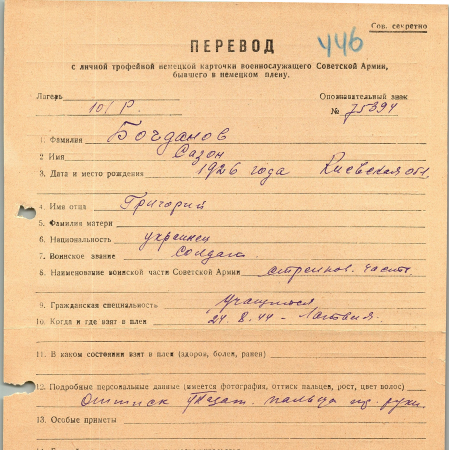 Сов. секретно
ПЕРЕВОД
446
с личной трофейной немецкой карточки военнослужащего Советской Армии,
бывшего в немецком плену.
Лагерь Опознавательный знак
10/Р. № 75394
1. Фамилия Богданов
2 Имя Сазон
3. Дата и место рождения 1926 года Киевская обл.
4. Имя отца Григорий
5. Фамилия матери
6. Национальность украинец
7. Воинское звание солдат
8. Наименование воинской части Советской Армии стрелков. часть
9. Гражданская специальность учащийся
10. Когда и где взят в плен 24.8.44 - Латвия.
11. В каком состоянии взят в плен (здоров, болен, ранен)
12. Подробные персональные данные (имеется фотография, оттиск пальцев, рост, цвет волос)
Оттиск пальца руки.
13. Особые приметы